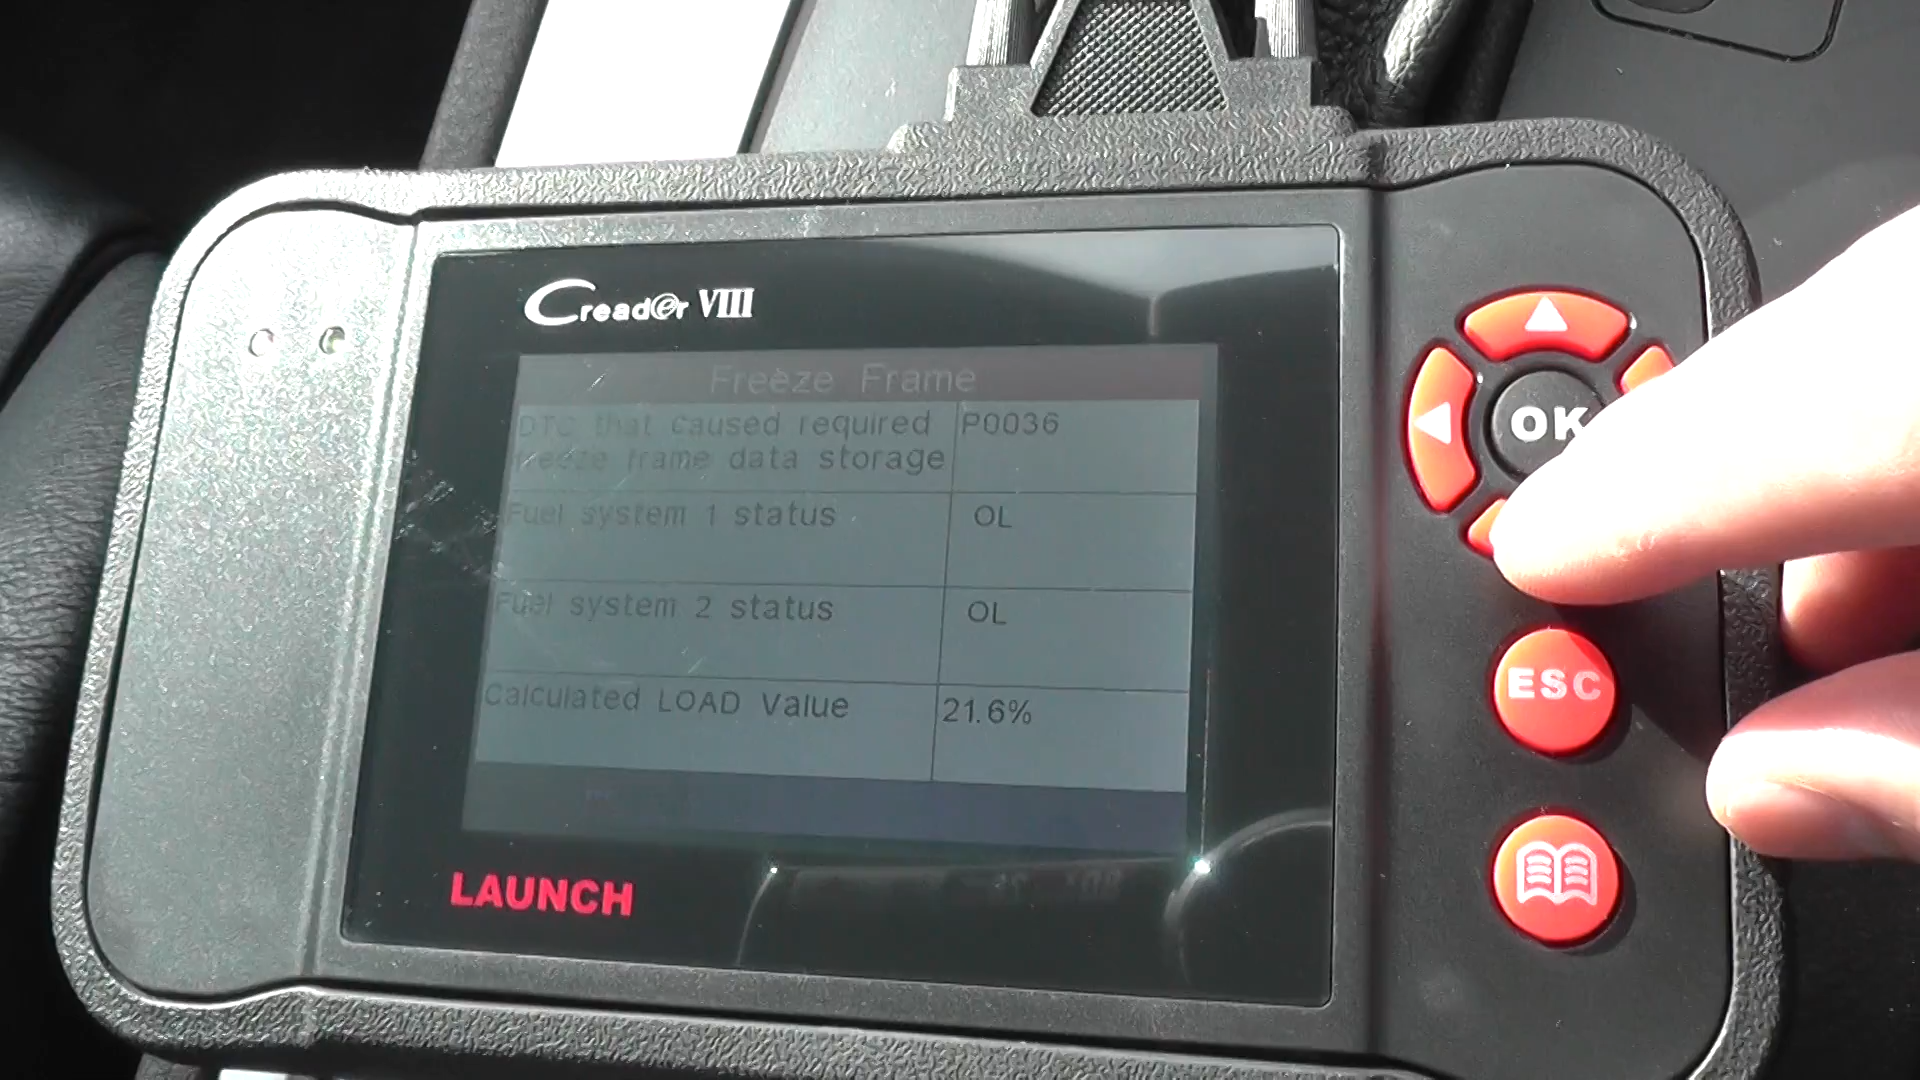 Creader VIII
Freeze Frame
DTC that caused required P0036
freeze frame data storage
Fuel system 1 status OL
Fuel system 2 status OL
Calculated LOAD Value 21.6%
LAUNCH
OK
ESC